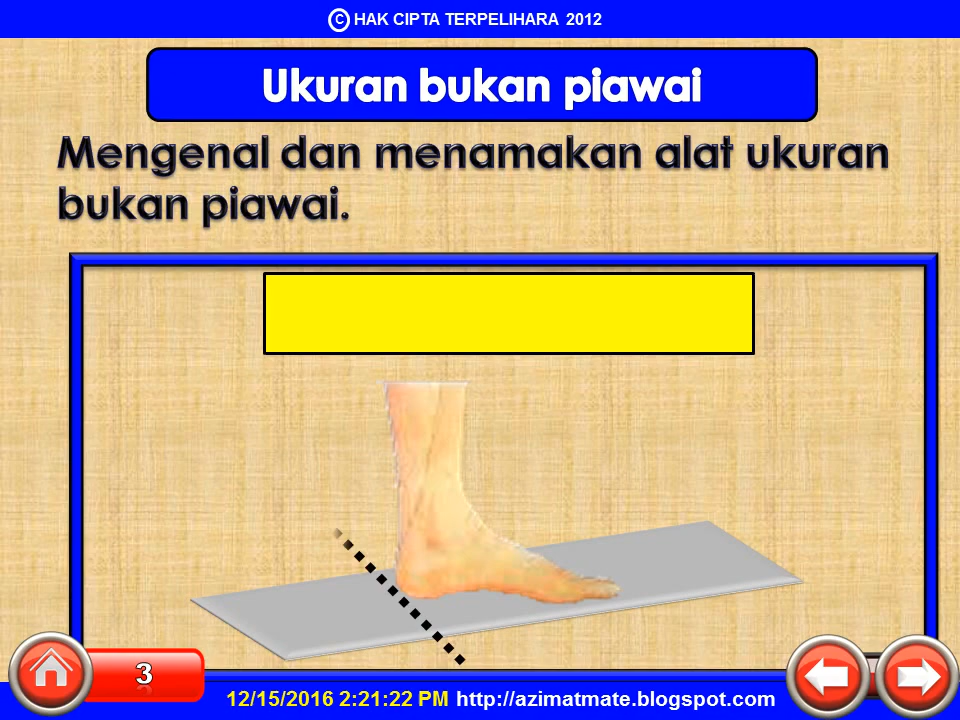 © HAK CIPTA TERPELIHARA 2012
Ukuran bukan piawai
Mengenal dan menamakan alat ukuran
bukan piawai.
3
12/15/2016 2:21:22 PM http://azimatmate.blogspot.com